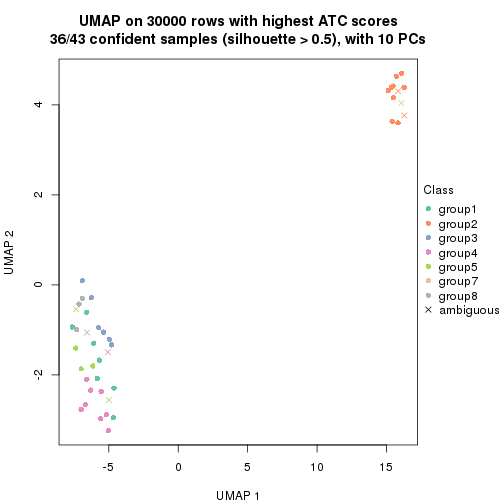 UMAP on 30000 rows with highest ATC scores
36/43 confident samples (silhouette > 0.5), with 10 PCs
4
2
0
-2
UMAP 2
-5
0
5
10
15
UMAP 1
Class
group1
group2
group3
group4
group5
group7
group8
ambiguous